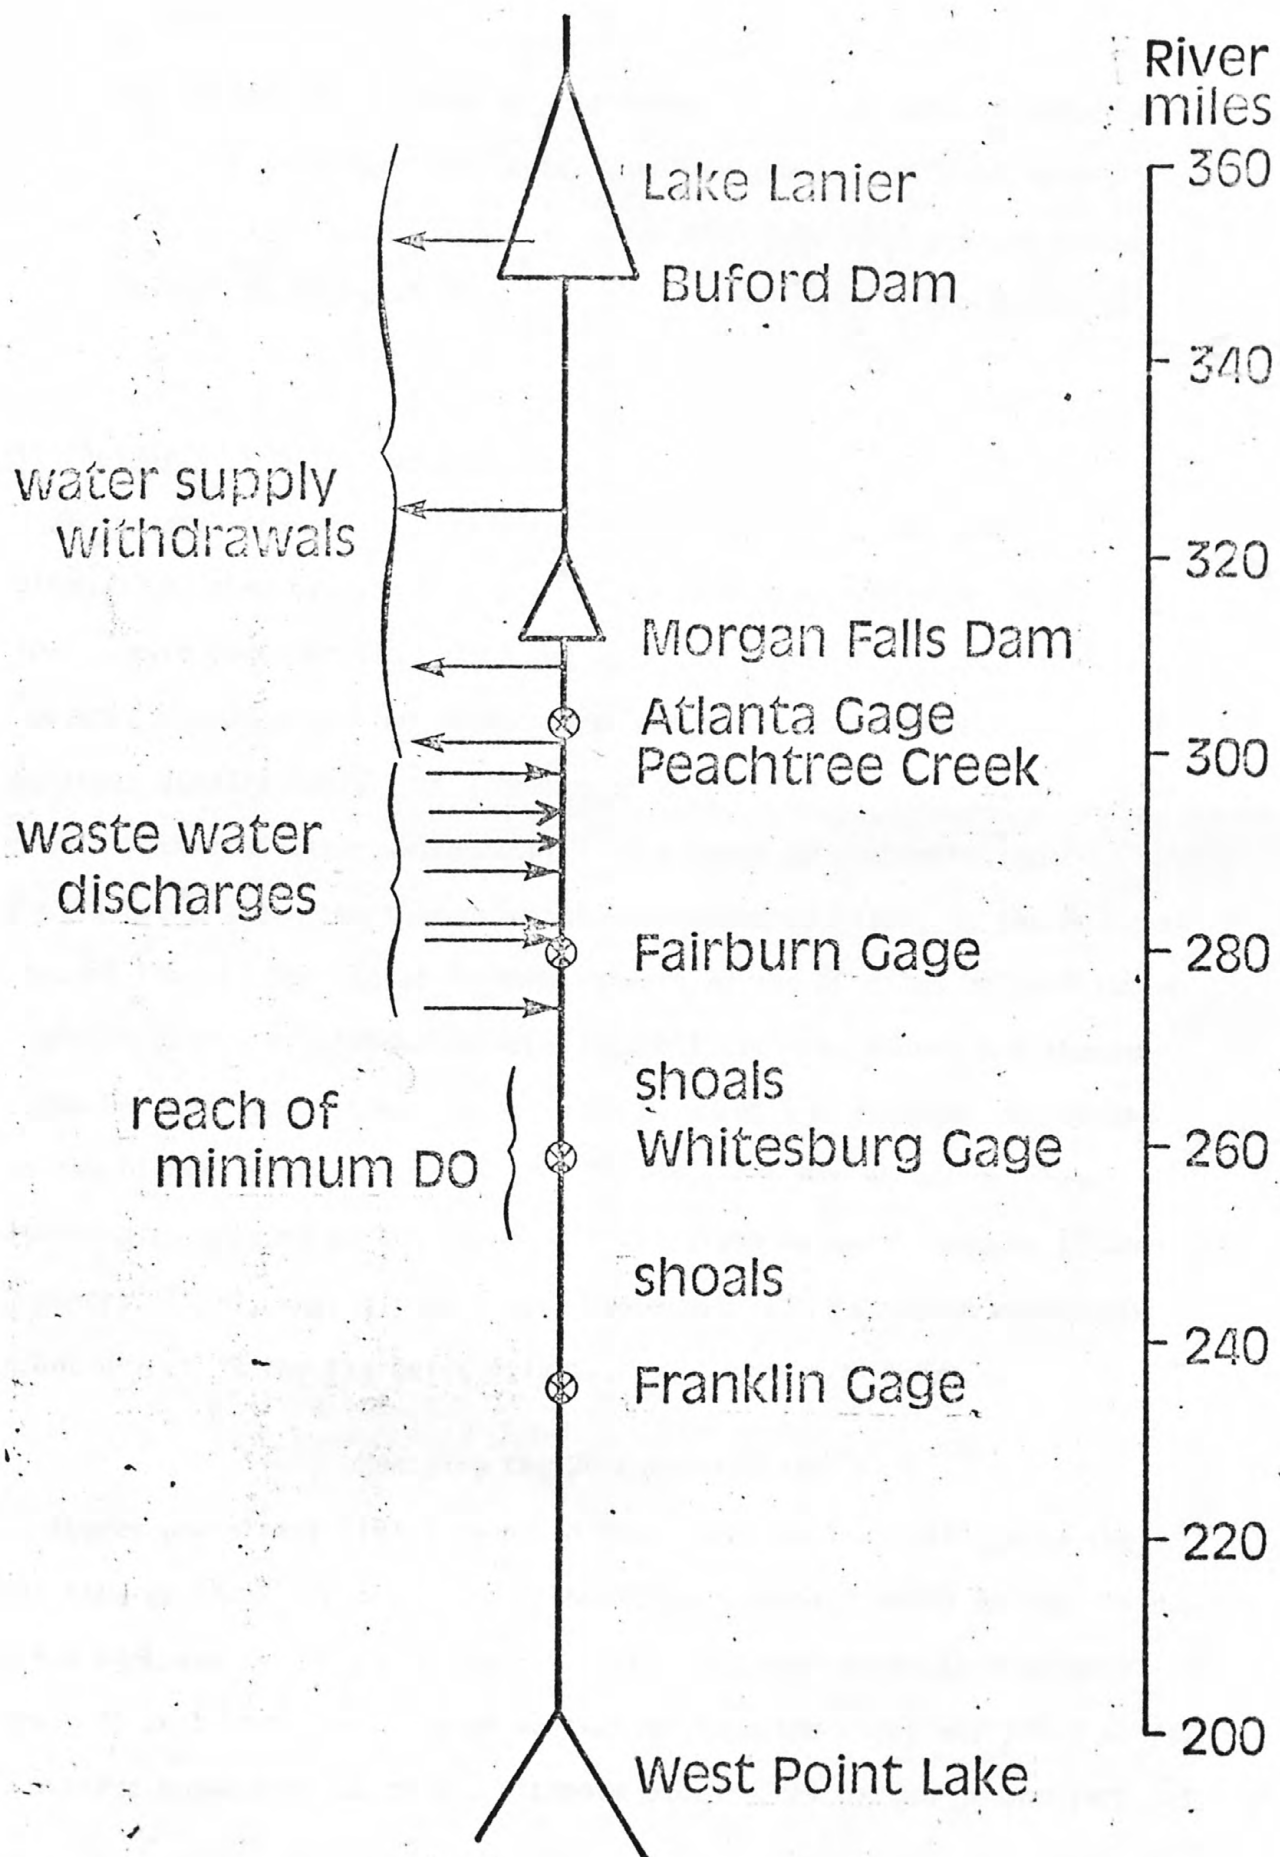 River
miles
360
Lake Lanier
Buford Dam
340
water supply
withdrawals
320
Morgan Falls Dam
Atlanta Gage
300
Peachtree Creek
waste water
discharges
Fairburn Gage
280
shoals
reach of
minimum DO
Whitesburg Gage
260
shoals
240
Franklin Gage
220
200
West Point Lake